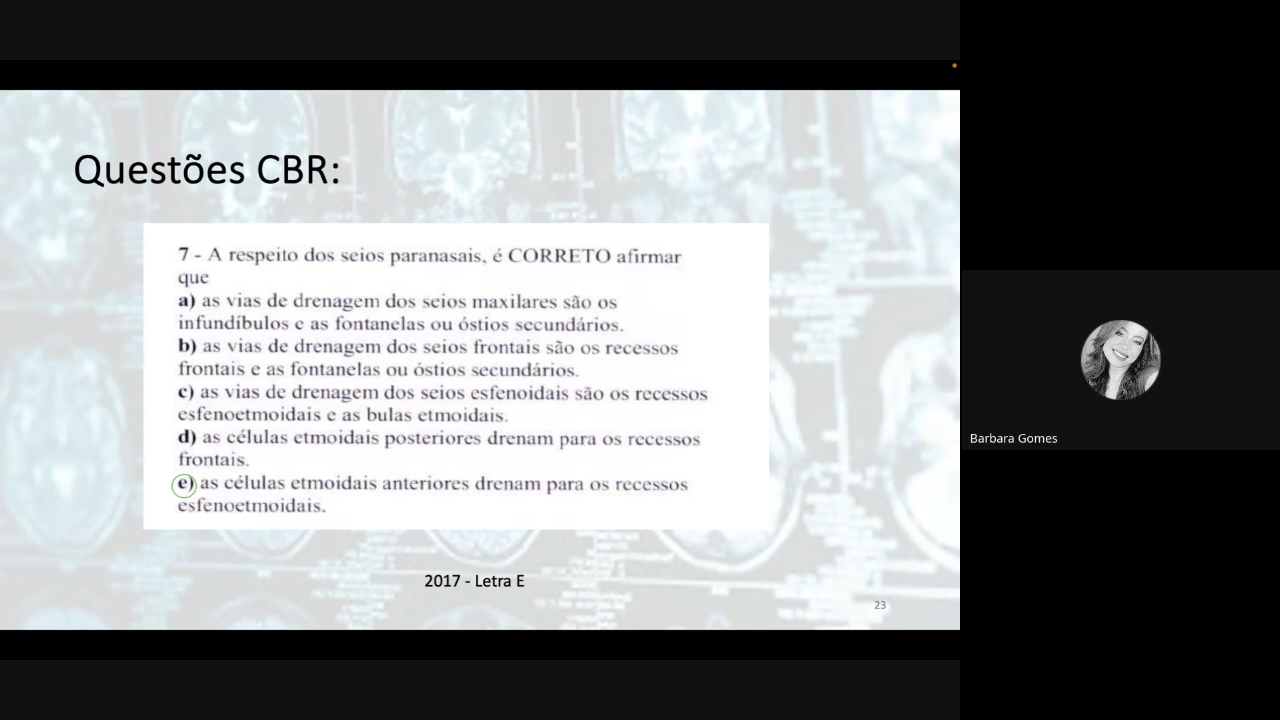 Questões CBR:
7 - A respeito dos seios paranasais, é CORRETO afirmar
que
a) as vias de drenagem dos seios maxilares são os
infundíbulos e as fontanelas ou óstios secundários.
b) as vias de drenagem dos seios frontais são os recessos
frontais e as fontanelas ou óstios secundários.
c) as vias de drenagem dos seios esfenoidais são os recessos
esfenoetmoidais e as bulas etmoidais.
d) as células etmoidais posteriores drenam para os recessos
frontais.
e) as células etmoidais anteriores drenam para os recessos
esfenoetmoidais.
2017 - Letra E
23
Barbara Gomes